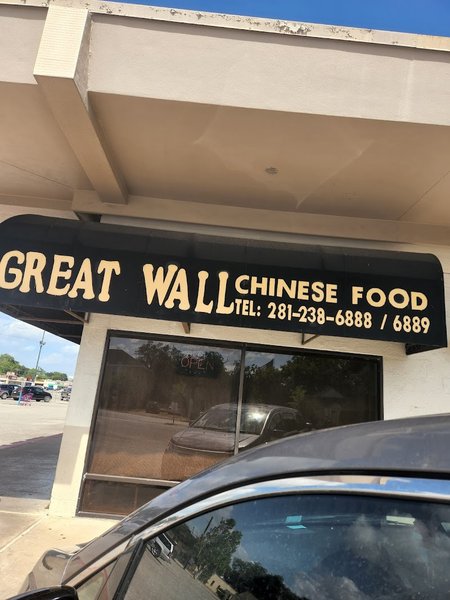 GREAT WALL
CHINESE FOOD
TEL: 281-238-6888 / 6889
OPEN